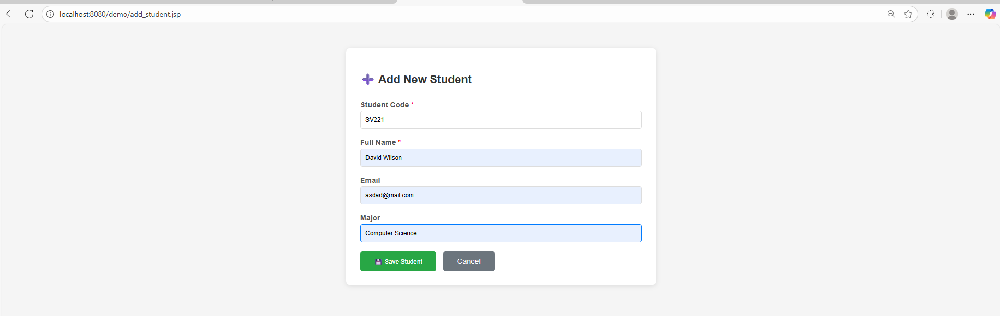 localhost:8080/demo/add_student.jsp
Add New Student
Student Code *
SV221
Full Name *
David Wilson
Email
asdad@mail.com
Major
Computer Science
Save Student
Cancel